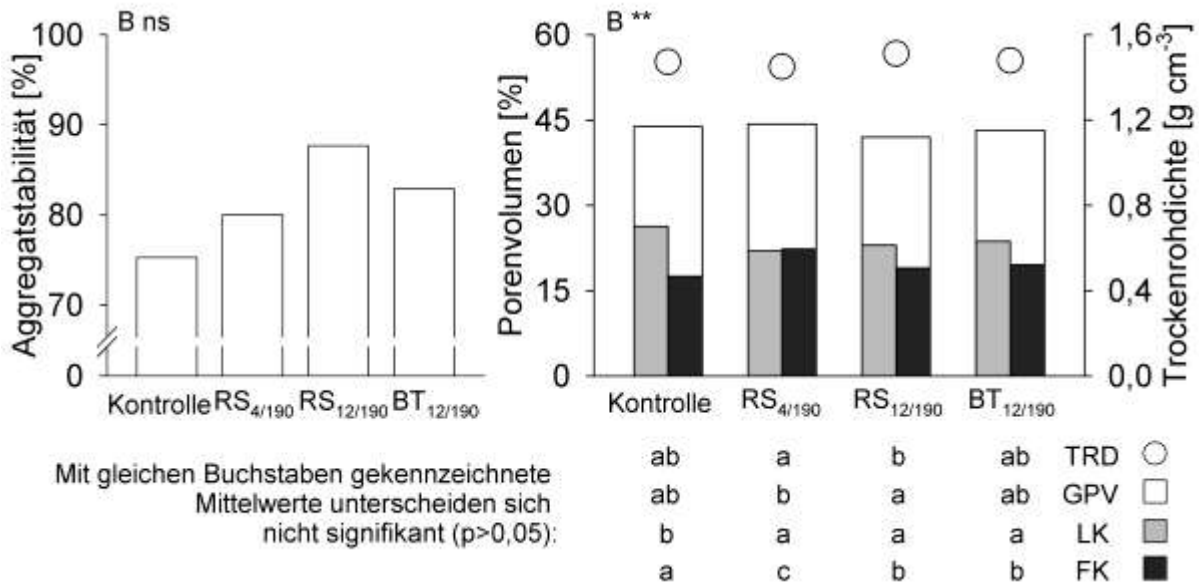 B ns
Aggregatstabilität [%]
100
90
80
70
0
Kontrolle RS4/190 RS12/190 BT12/190
B **
Porenvolumen [%]
60
45
30
15
0
Trockenrohdichte [g cm-3]
1,6
1,2
0,8
0,4
0,0
Kontrolle RS4/190 RS12/190 BT12/190
Mit gleichen Buchstaben gekennzeichnete
Mittelwerte unterscheiden sich
nicht signifikant (p>0,05):
ab a b ab TRD
ab b a ab GPV
b a a a LK
a c b b FK